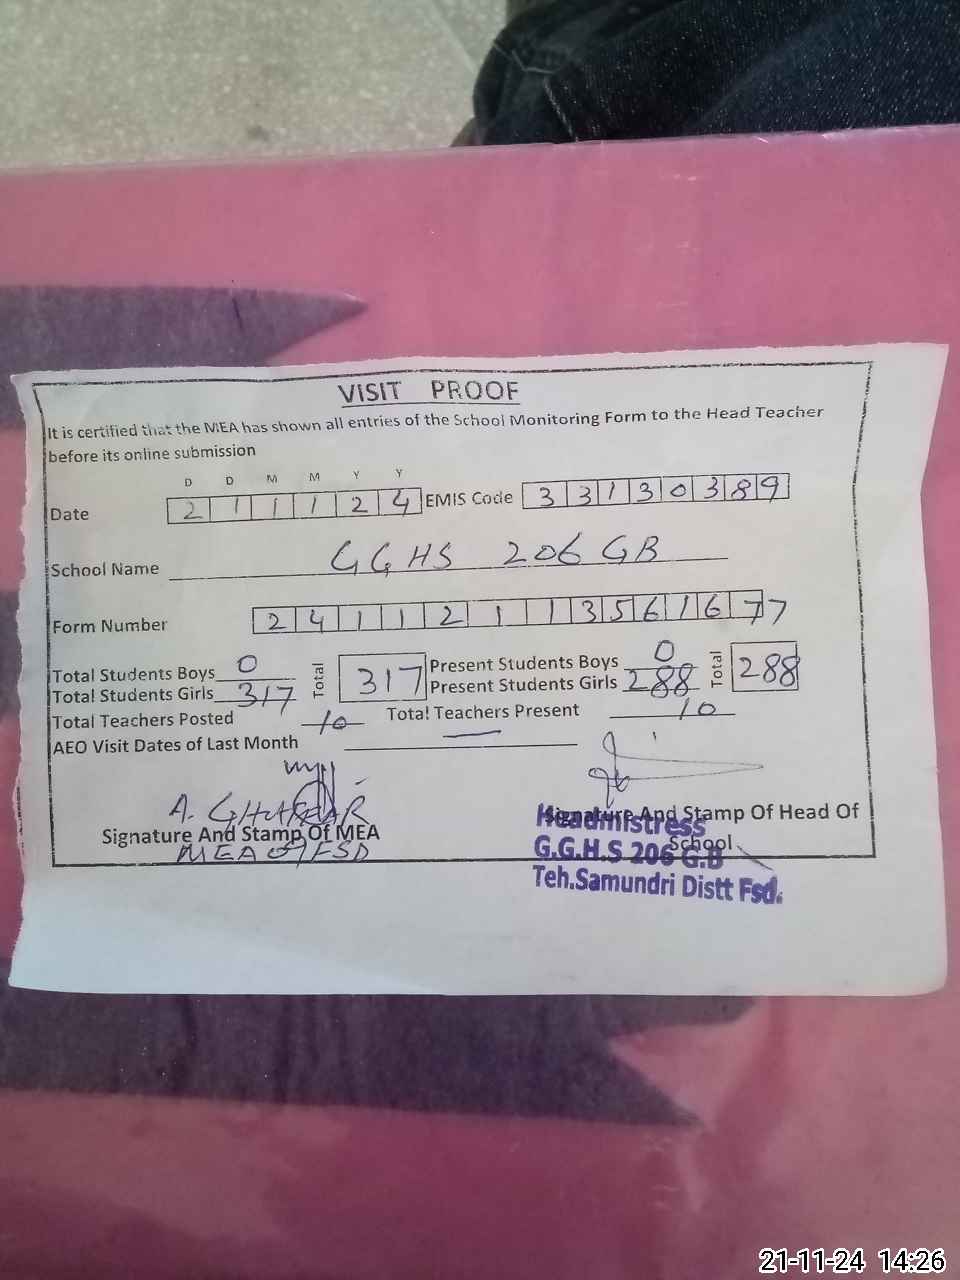 VISIT PROOF
It is certified that the MEA has shown all entries of the School Monitoring Form to the Head Teacher
before its online submission
D D M M Y Y
Date 2 1 1 1 2 4 EMIS Code 3 3 1 3 0 3 8 9
School Name GGHS 206 GB
Form Number 2 4 1 1 2 1 1 3 5 6 1 6 7 7
Total Students Boys 0 Total 317 Present Students Boys 0 Total 288
Total Students Girls 317 Present Students Girls 288
Total Teachers Posted 10 Total Teachers Present 10
AEO Visit Dates of Last Month —
A. GHAFFAR
Signature And Stamp Of MEA Signature And Stamp Of Head Of
School
MEA 07 FSD
Headmistress
G.G.H.S 206 G.B
Teh.Samundri Distt Fsd.
21-11-24 14:26